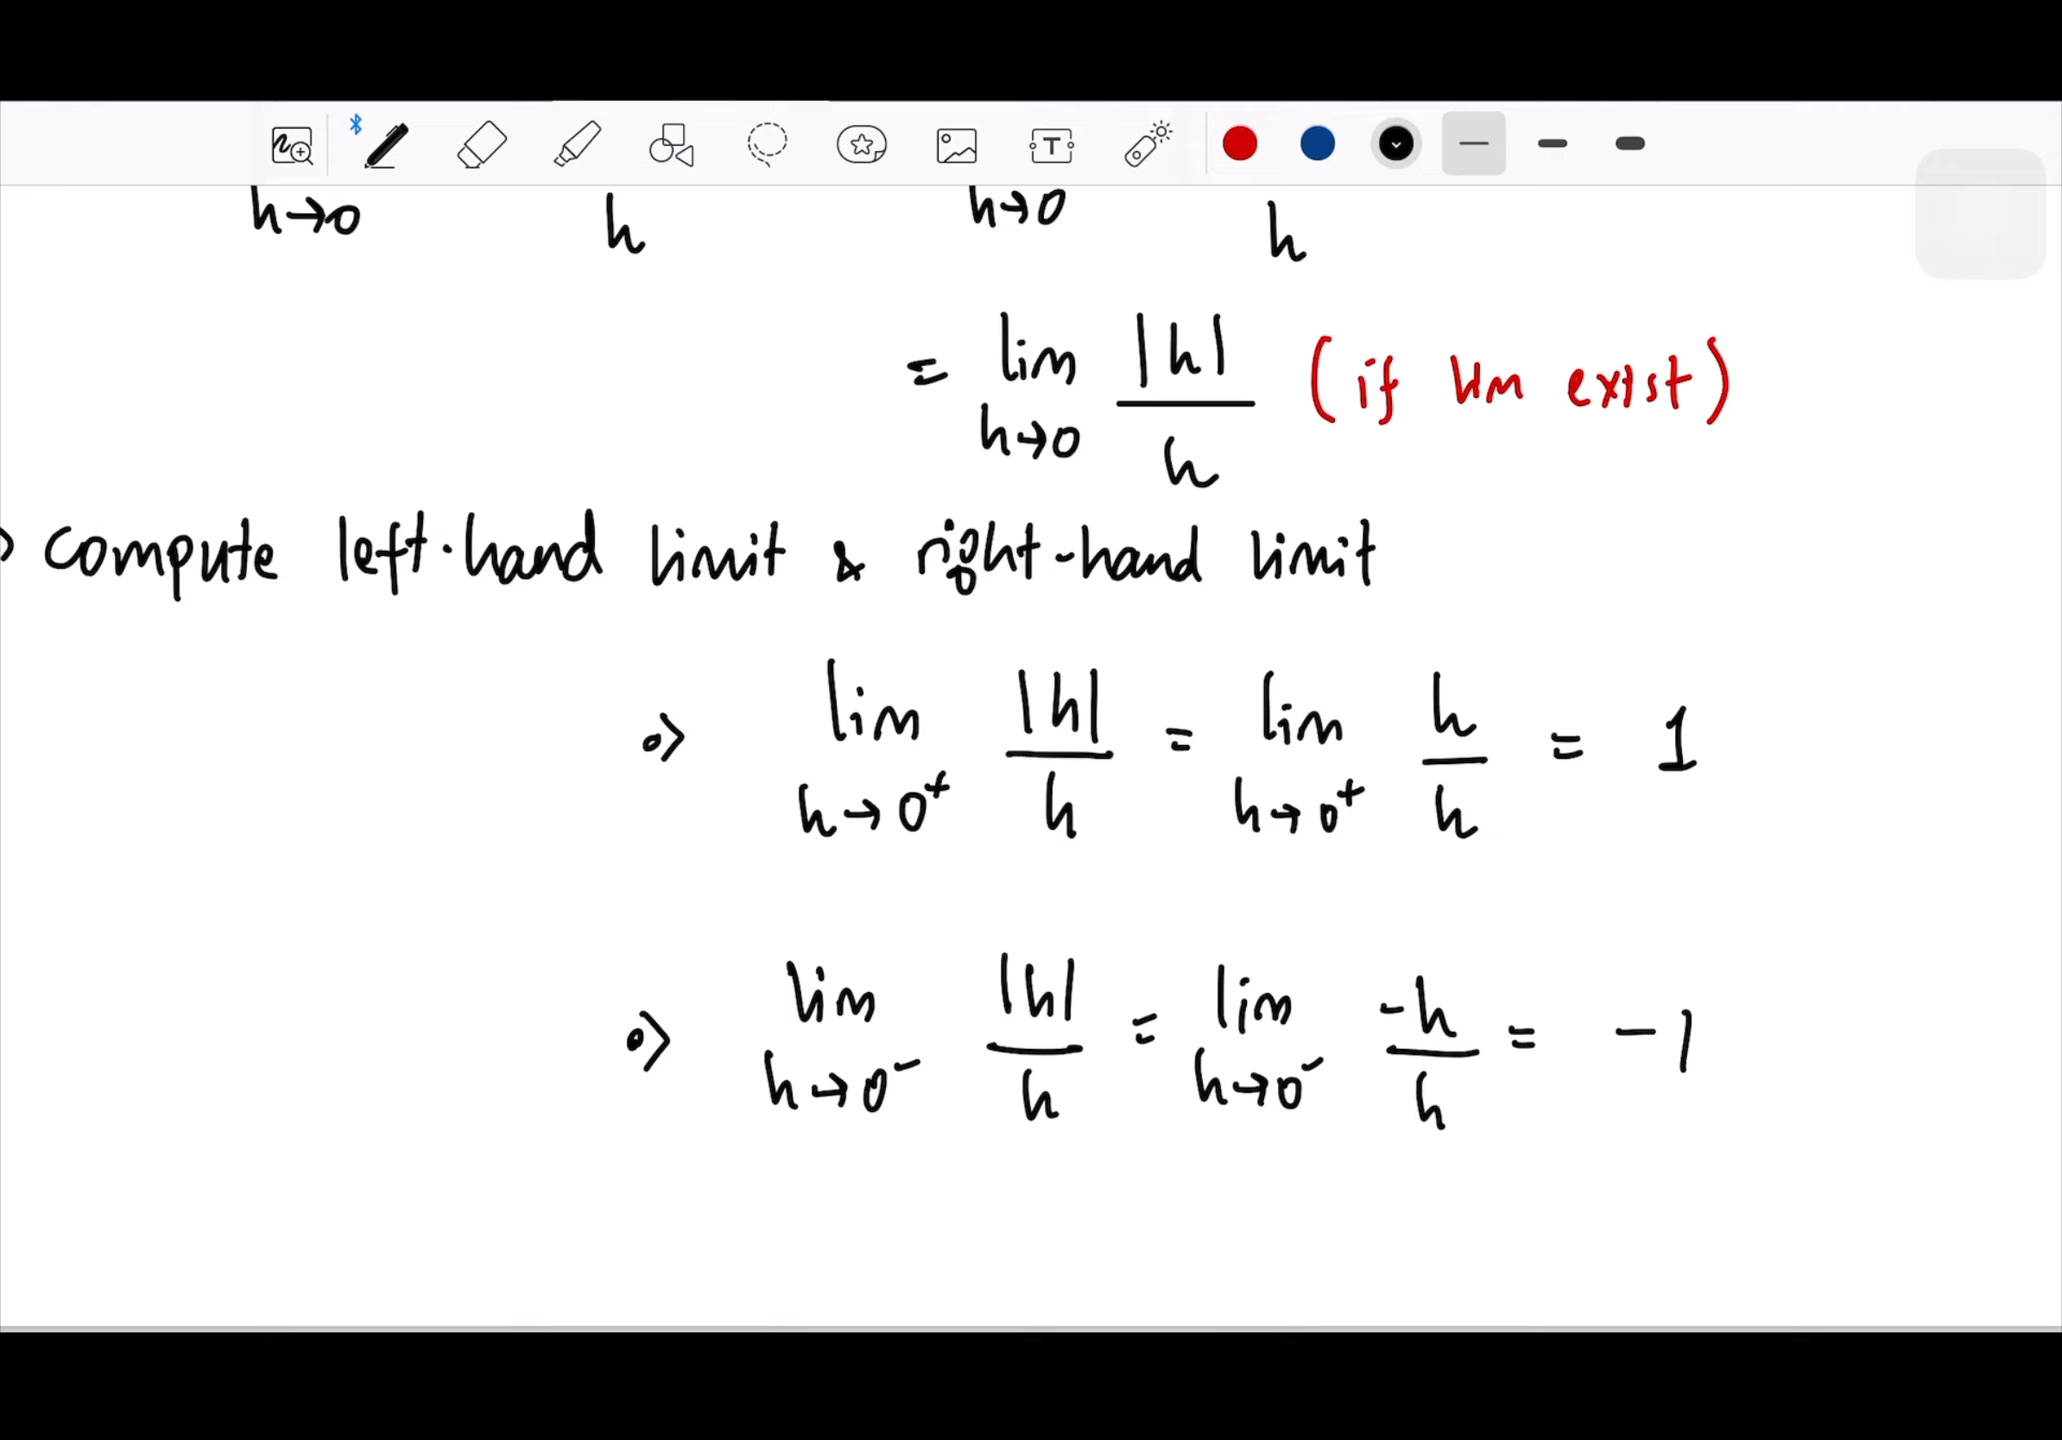 h→0 h h→0 h
= lim h→0 |h| / h (if lim exist)
compute left-hand limit & right-hand limit
⇒ lim h→0⁺ |h| / h = lim h→0⁺ h / h = 1
⇒ lim h→0⁻ |h| / h = lim h→0⁻ -h / h = -1